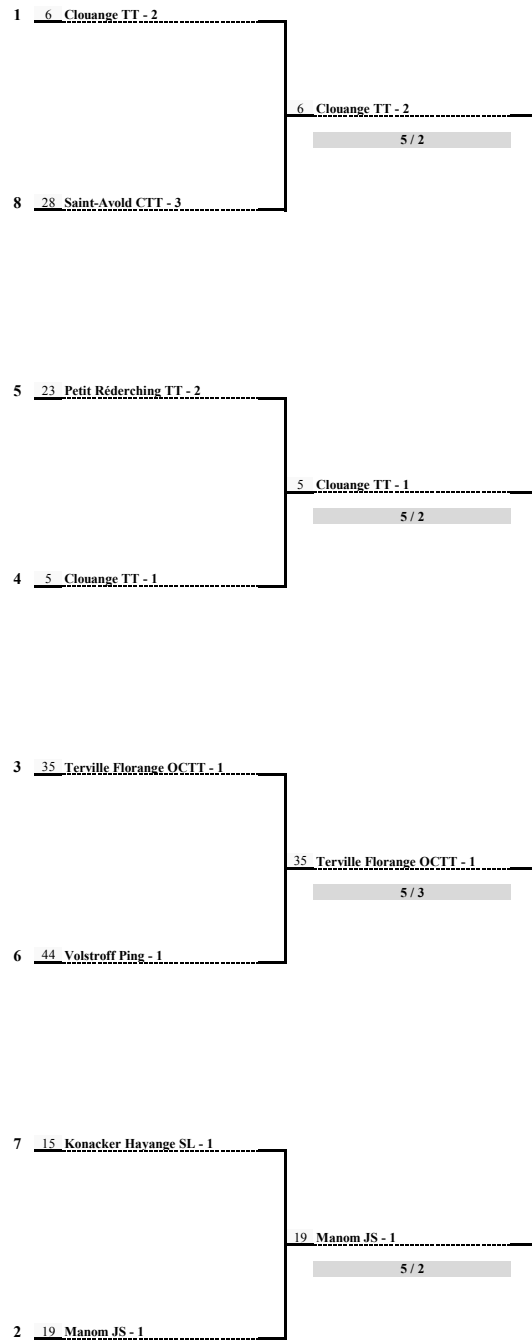 1 6 Clouange TT - 2
6 Clouange TT - 2
5 / 2
8 28 Saint-Avold CTT - 3
5 23 Petit Réderching TT - 2
5 Clouange TT - 1
5 / 2
4 5 Clouange TT - 1
3 35 Terville Florange OCTT - 1
35 Terville Florange OCTT - 1
5 / 3
6 44 Volstroff Ping - 1
7 15 Konacker Hayange SL - 1
19 Manom JS - 1
5 / 2
2 19 Manom JS - 1